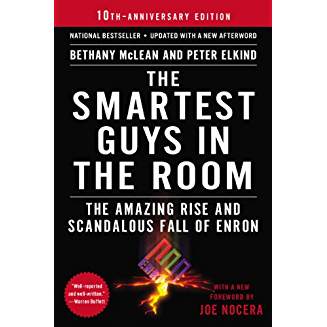 10TH-ANNIVERSARY EDITION
NATIONAL BESTSELLER • UPDATED WITH A NEW AFTERWORD
BETHANY McLEAN AND PETER ELKIND
THE
SMARTEST
GUYS IN
THE ROOM
THE AMAZING RISE AND
SCANDALOUS FALL OF ENRON
"Well-reported
and well-written."
—Warren Buffett
WITH A NEW
FOREWORD BY
JOE NOCERA